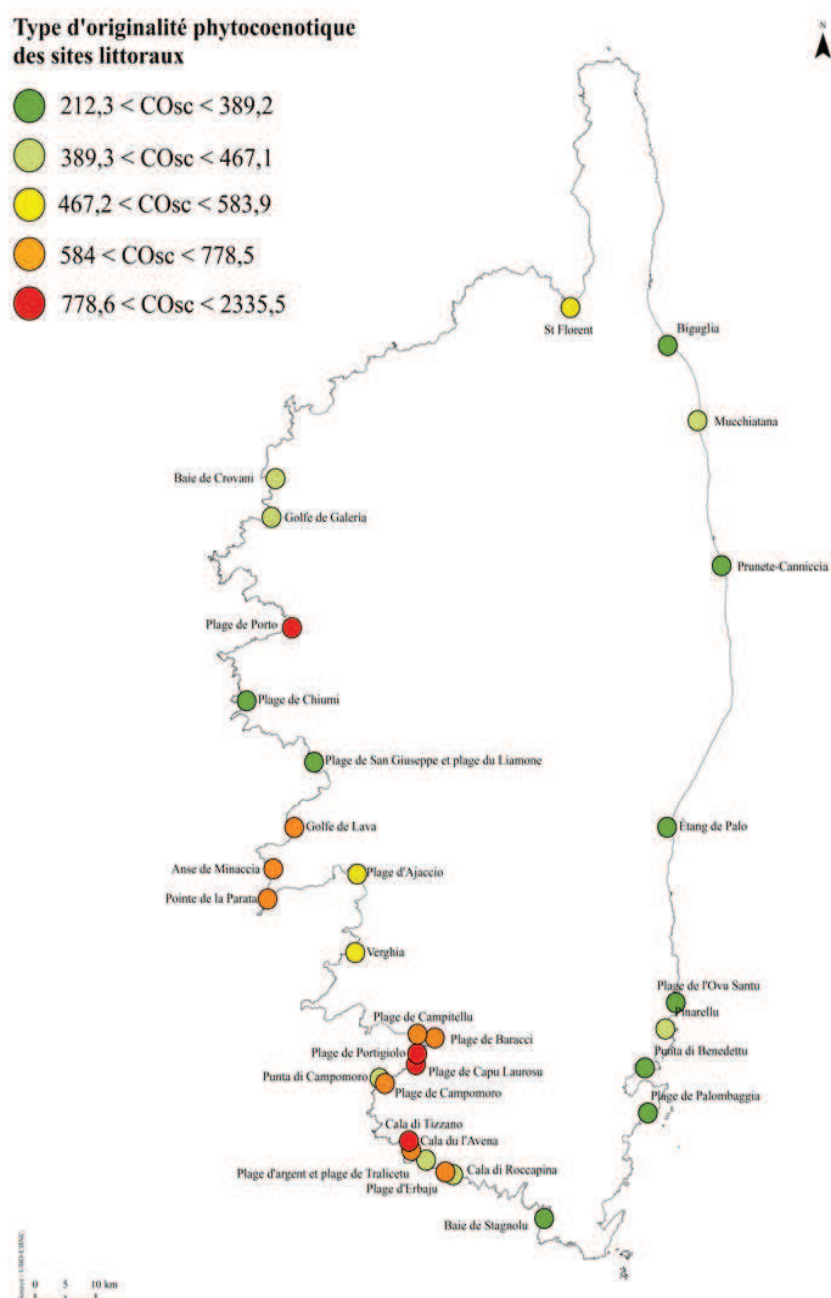 Type d'originalité phytocoenotique
des sites littoraux
N
212,3 < COsc < 389,2
389,3 < COsc < 467,1
467,2 < COsc < 583,9
584 < COsc < 778,5
778,6 < COsc < 2335,5
St Florent
Biguglia
Mucchiatana
Baie de Crovani
Golfe de Galeria
Prunete-Canniccia
Plage de Porto
Plage de Chiumi
Plage de San Giuseppe et plage du Liamone
Golfe de Lava
Étang de Palo
Anse de Minaccia
Plage d'Ajaccio
Pointe de la Parata
Verghia
Plage de l'Ovu Santu
Pinarellu
Plage de Campitellu
Plage de Baracci
Plage de Portigiolo
Punta di Benedettu
Plage de Capu Laurosu
Punta di Campomoro
Plage de Campomoro
Plage de Palombaggia
Cala di Tizzano
Cala du l'Avena
Plage d'argent et plage de Tralicetu
Cala di Roccapina
Plage d'Erbaju
Baie de Stagnolu
0 5 10 km